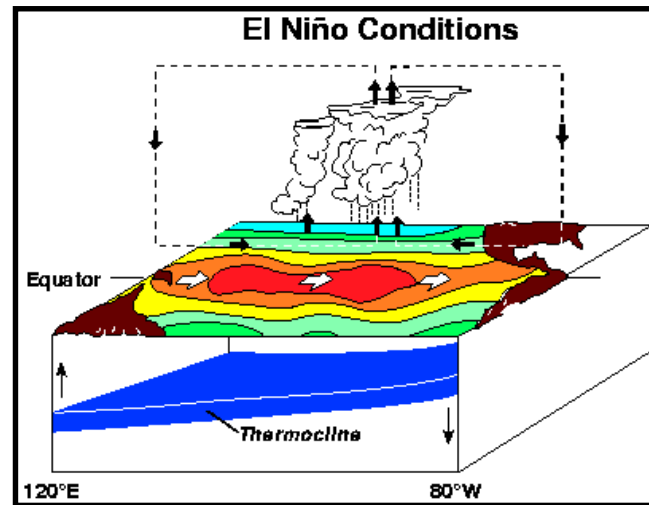 El Niño Conditions
Equator
Thermocline
120°E
80°W